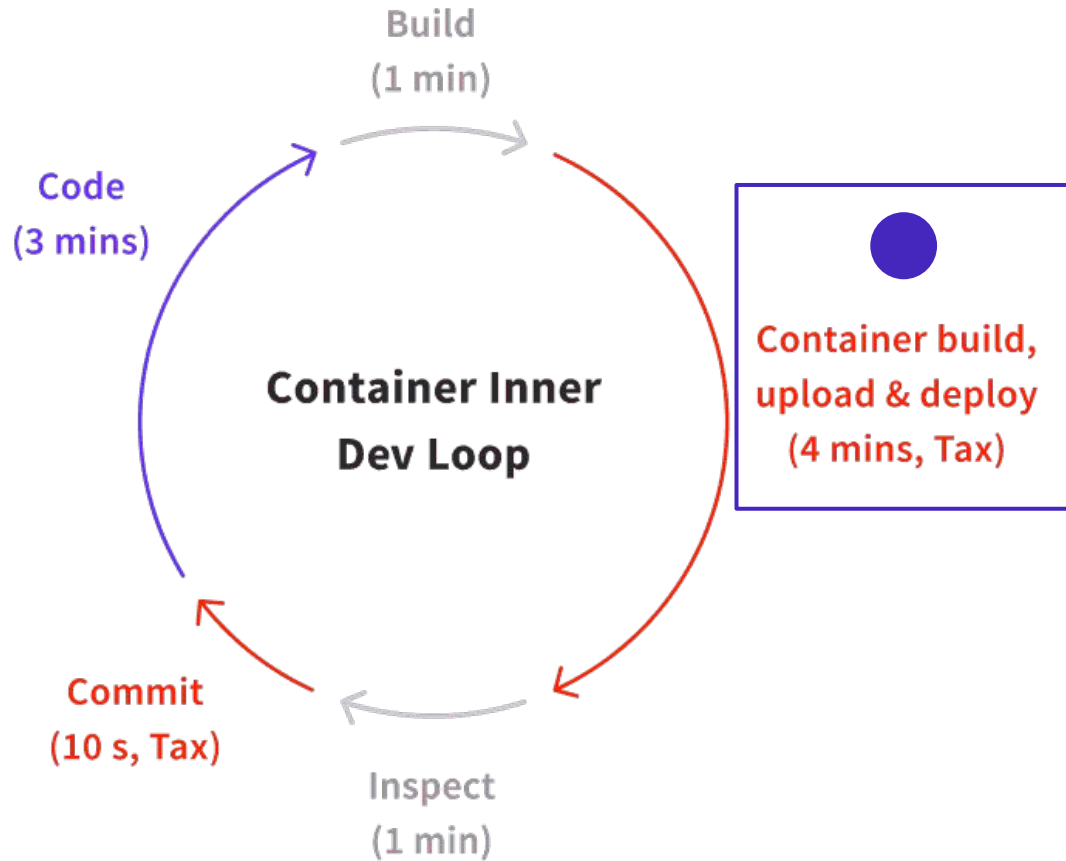 Build
(1 min)
Code
(3 mins)
Container build,
upload & deploy
(4 mins, Tax)
Container Inner
Dev Loop
Commit
(10 s, Tax)
Inspect
(1 min)